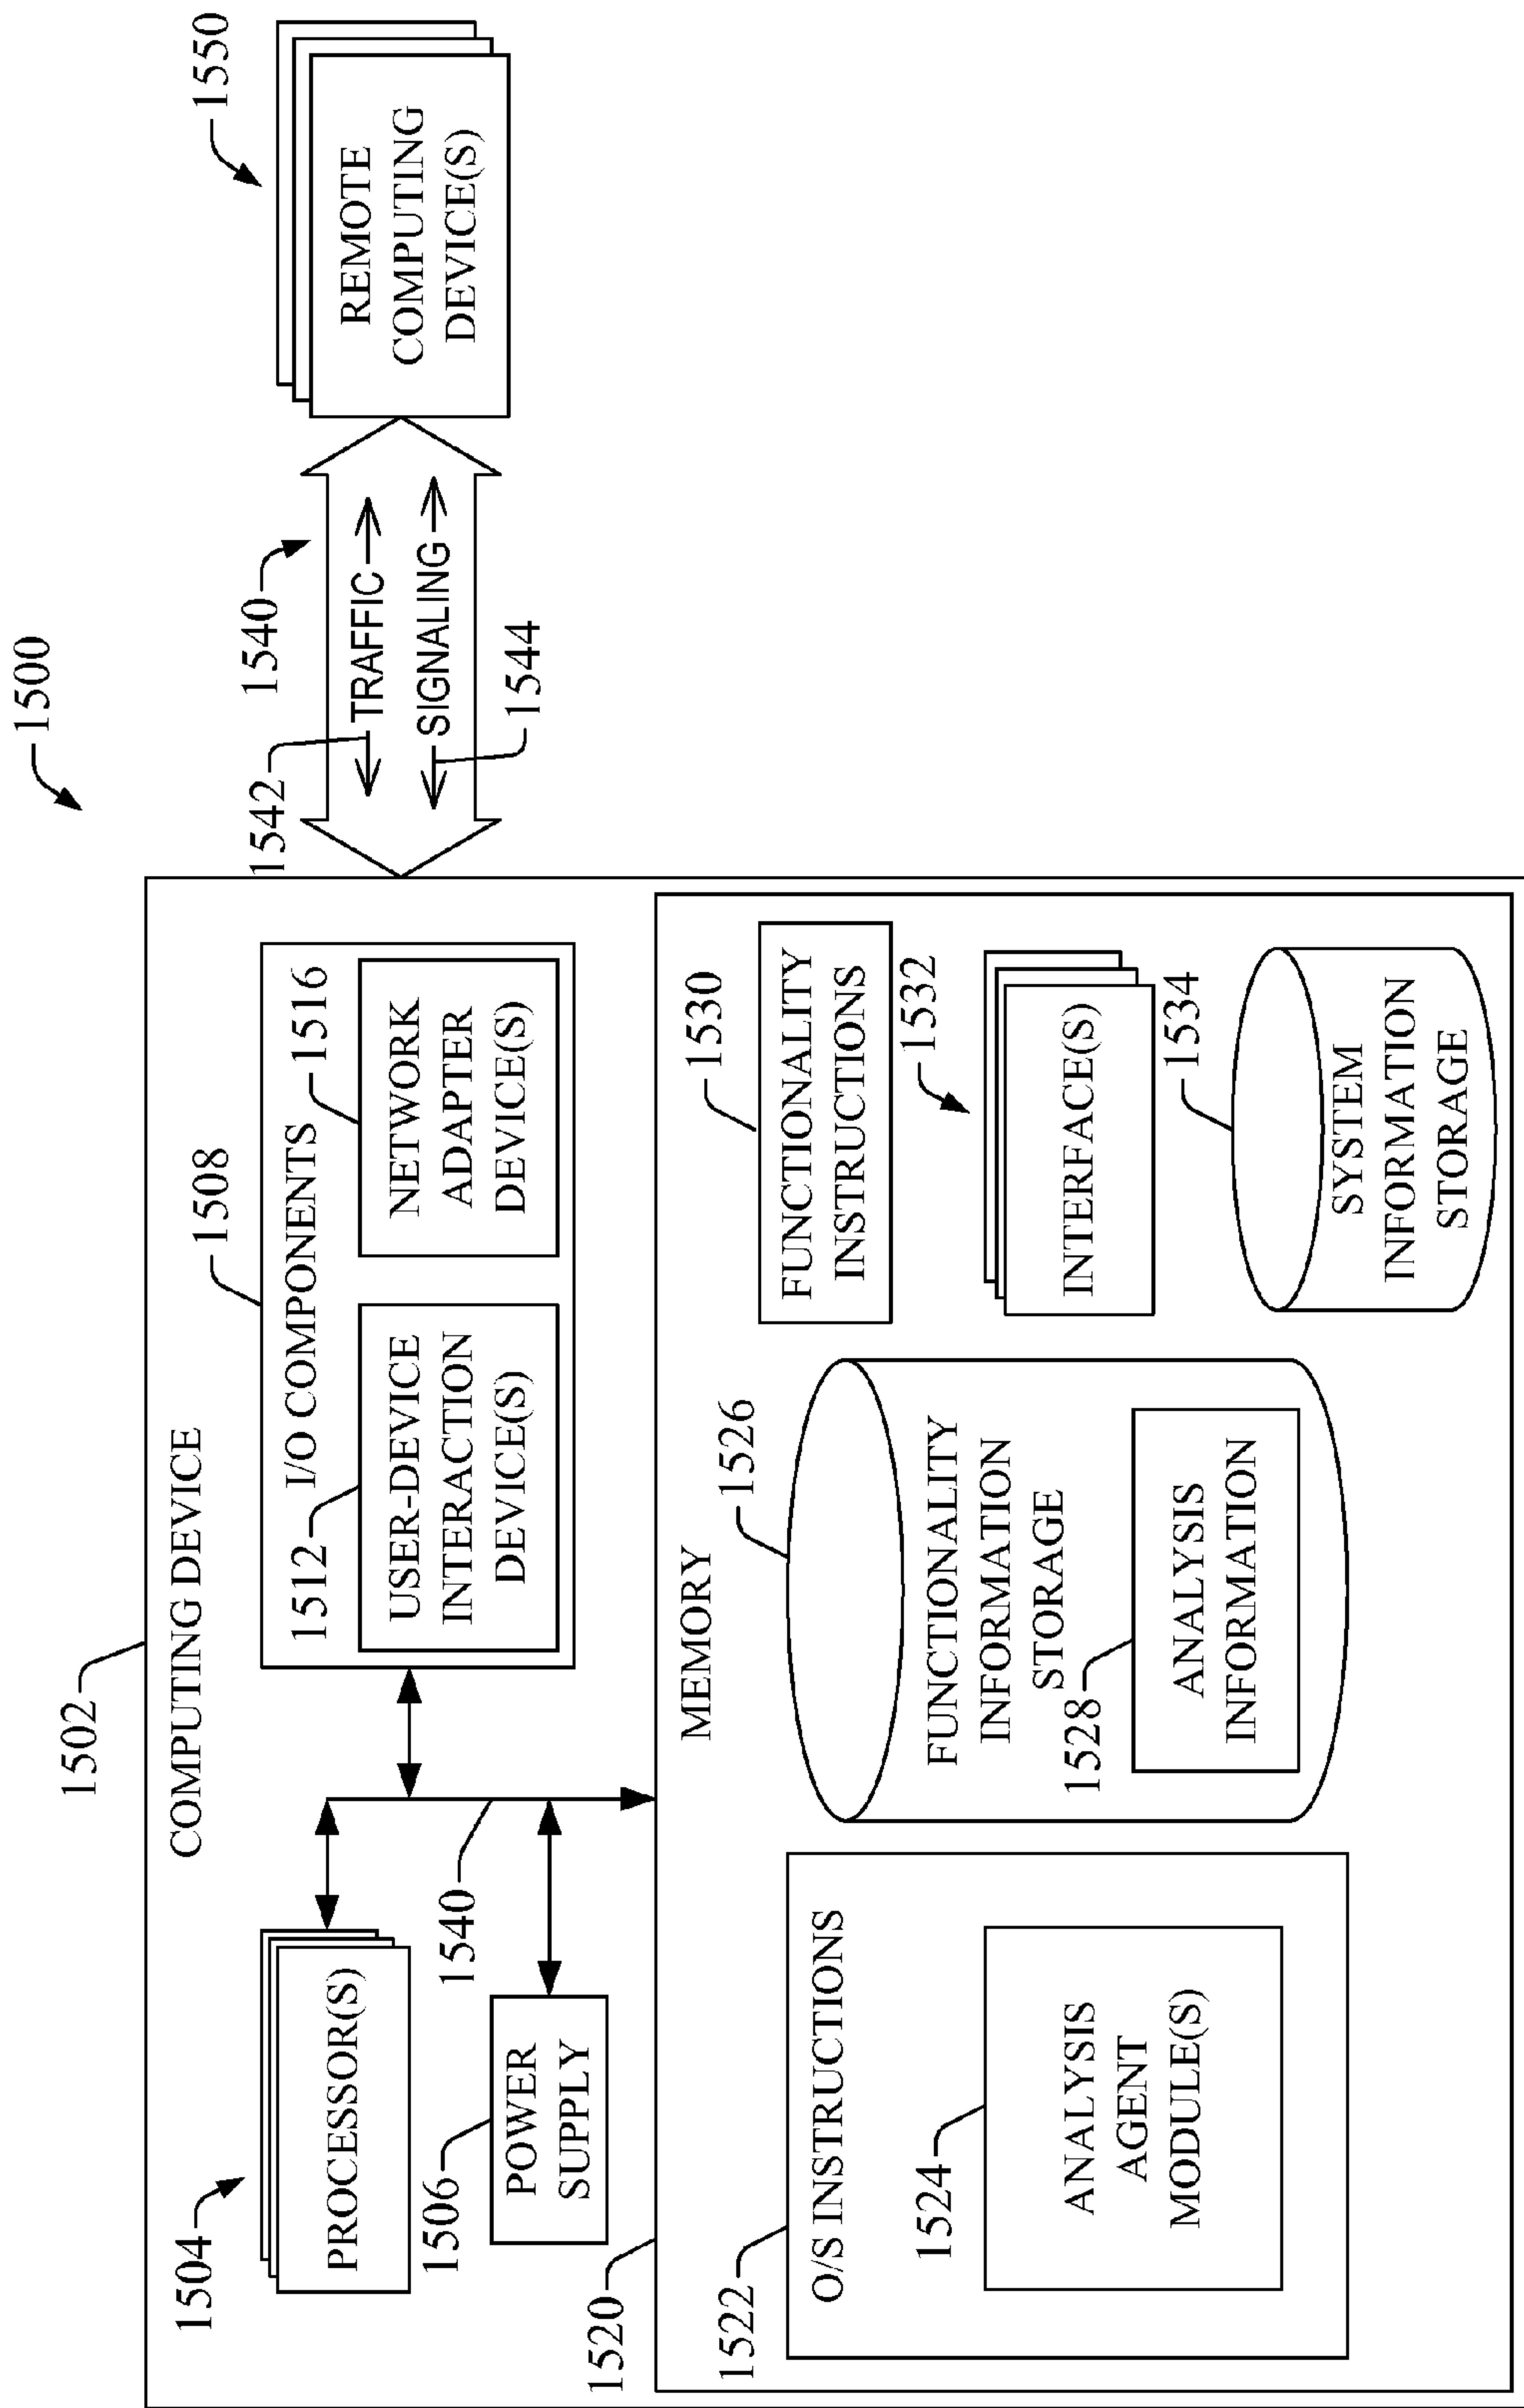 1500
1502
COMPUTING DEVICE
1504
PROCESSOR(S)
1506
POWER
SUPPLY
1540
1508
I/O COMPONENTS
1512
USER-DEVICE
INTERACTION
DEVICE(S)
1516
NETWORK
ADAPTER
DEVICE(S)
1520
MEMORY
1522
O/S INSTRUCTIONS
1524
ANALYSIS
AGENT
MODULE(S)
1526
FUNCTIONALITY
INFORMATION
STORAGE
1528
ANALYSIS
INFORMATION
1530
FUNCTIONALITY
INSTRUCTIONS
1532
INTERFACE(S)
1534
SYSTEM
INFORMATION
STORAGE
1540
1542
TRAFFIC
SIGNALING
1544
1550
REMOTE
COMPUTING
DEVICE(S)